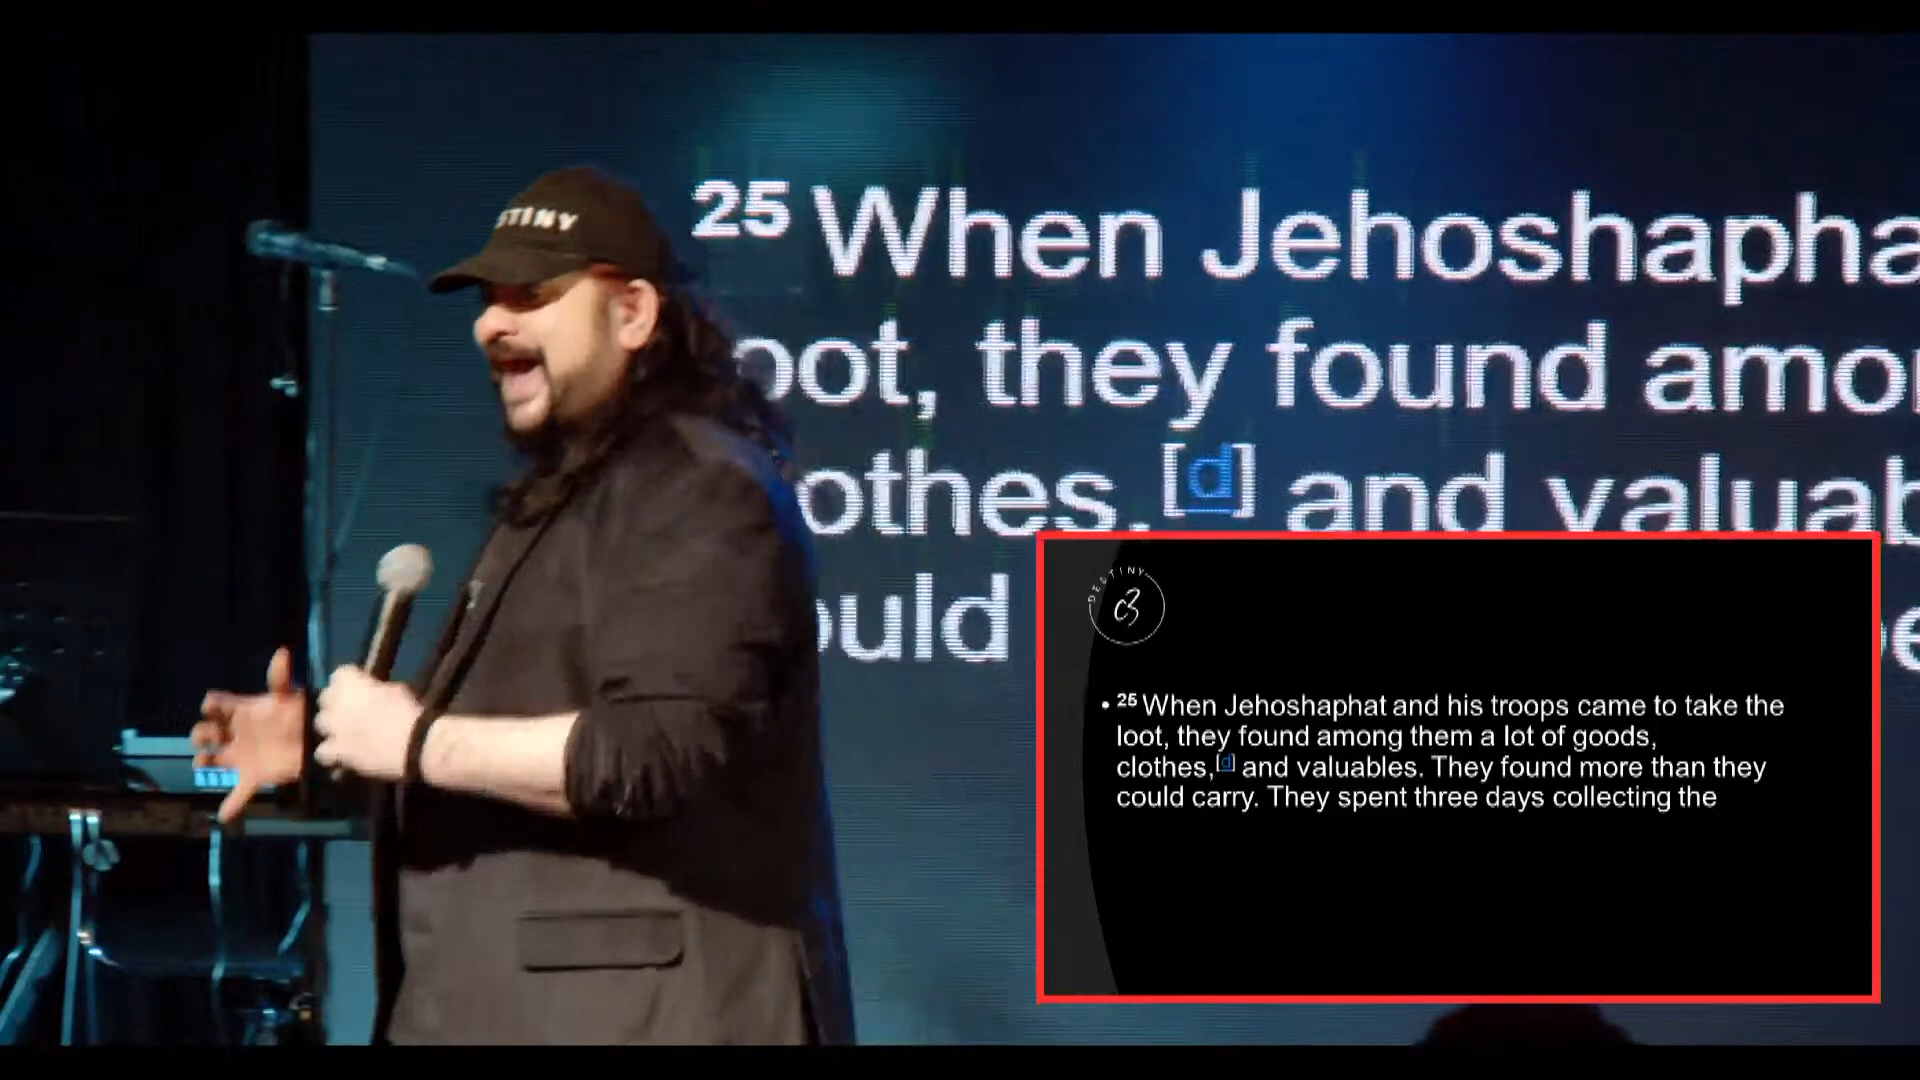 STINY
25 When Jehoshapha
oot, they found amo
othes,[d] and valuab
ould
DESTINY
c3
• 25 When Jehoshaphat and his troops came to take the
loot, they found among them a lot of goods,
clothes,[d] and valuables. They found more than they
could carry. They spent three days collecting the